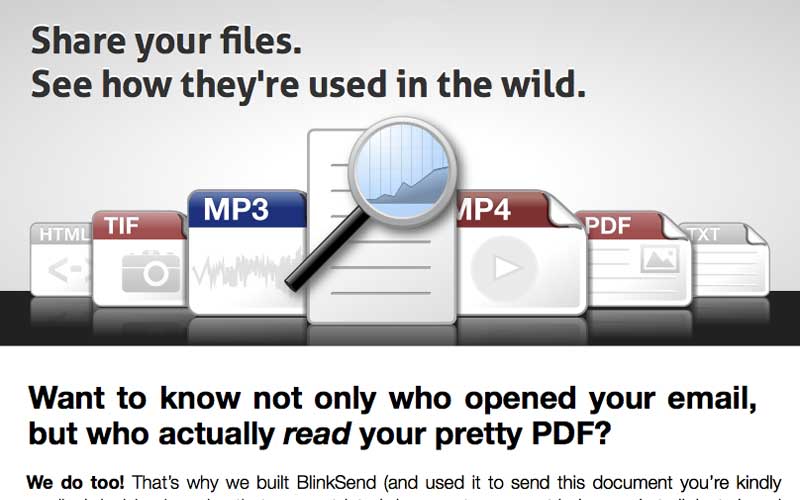 Share your files.
See how they're used in the wild.
HTML
TIF
MP3
MP4
PDF
TXT
Want to know not only who opened your email,
but who actually read your pretty PDF?
We do too! That's why we built BlinkSend (and used it to send this document you're kindly